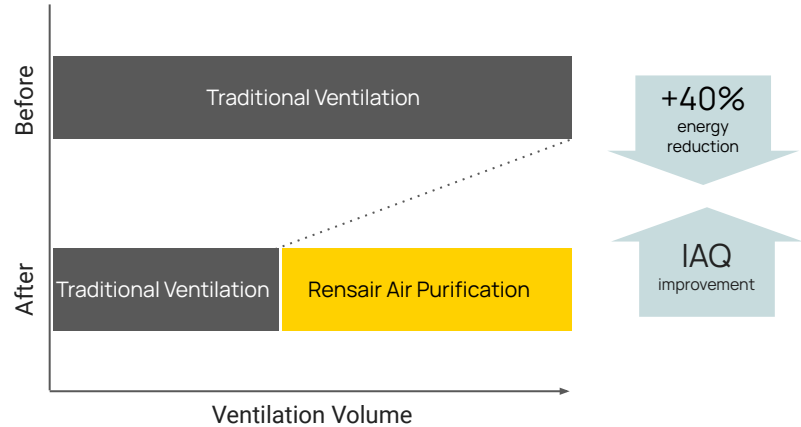 Before
Traditional Ventilation
+40%
energy
reduction
After
Traditional Ventilation
Rensair Air Purification
IAQ
improvement
Ventilation Volume